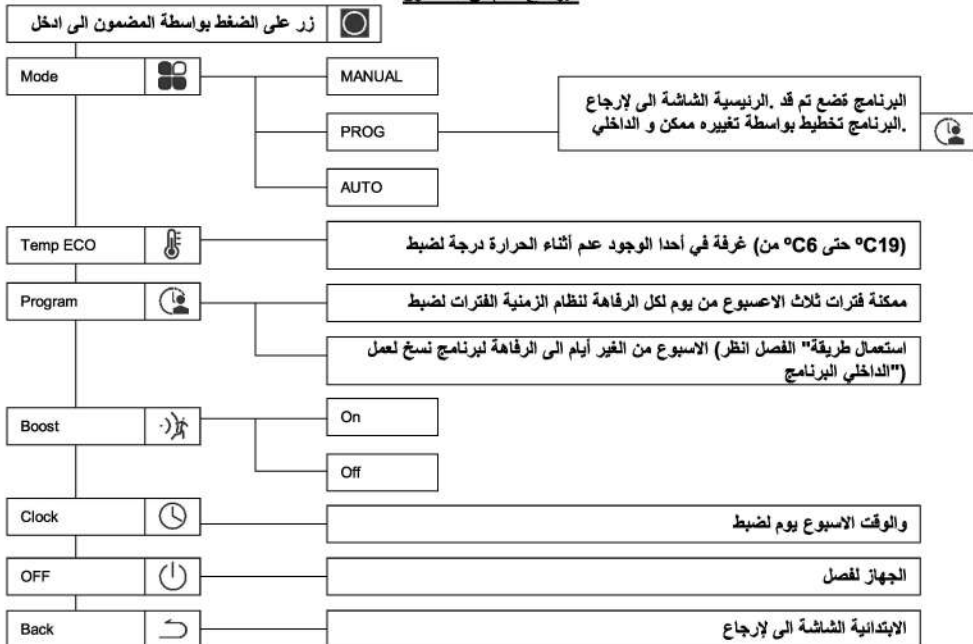 زر على الضغط بواسطة المضمون الى ادخل
Mode
MANUAL
PROG
البرنامج قضع تم قد .الرئيسية الشاشة الى لإرجاع
.البرنامج تخطيط بواسطة تغييره ممكن و الداخلي
AUTO
Temp ECO
(ºC19 حتى ºC6 من) غرفة في أحدا الوجود عدم أثناء الحرارة درجة لضبط
Program
ممكنة فترات ثلاث الاعسبوع من يوم لكل الرفاهة لنظام الزمنية الفترات لضبط
استعمال طريقة" الفصل انظر) الاسبوع من الغير أيام الى الرفاهة لبرنامج نسخ لعمل
("الداخلي البرنامج
Boost
On
Off
Clock
والوقت الاسبوع يوم لضبط
OFF
الجهاز لفصل
Back
الابتدائية الشاشة الى لإرجاع